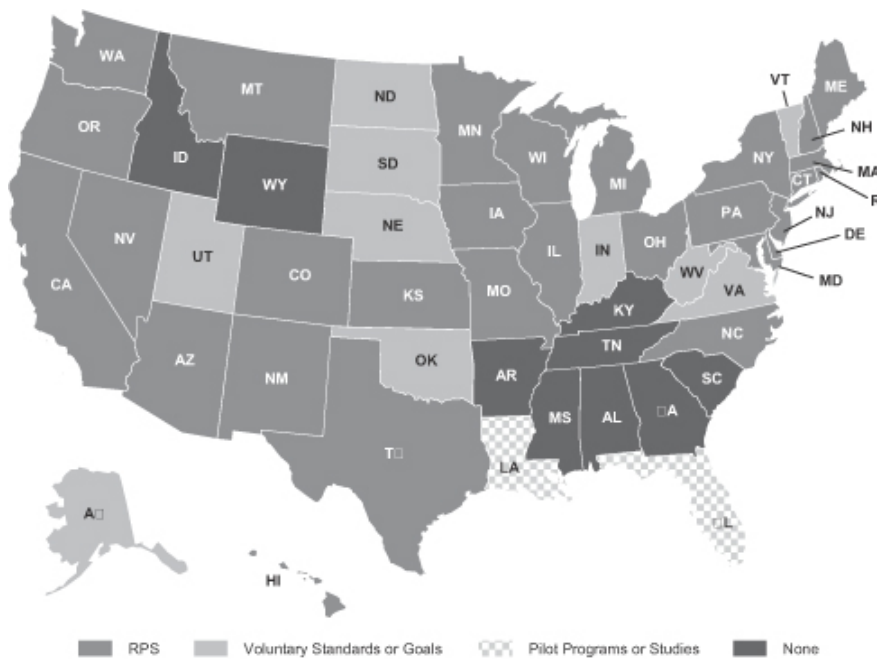 WA
MT
ND
MN
VT
ME
OR
ID
SD
WI
NY
NH
WY
MI
MA
CT
R
IA
PA
NJ
NE
NV
UT
IL
IN
OH
DE
CO
WV
MD
CA
KS
MO
VA
KY
NC
AZ
OK
TN
NM
AR
SC
MS
AL
□A
T□
LA
A□
□L
HI
RPS
Voluntary Standards or Goals
Pilot Programs or Studies
None